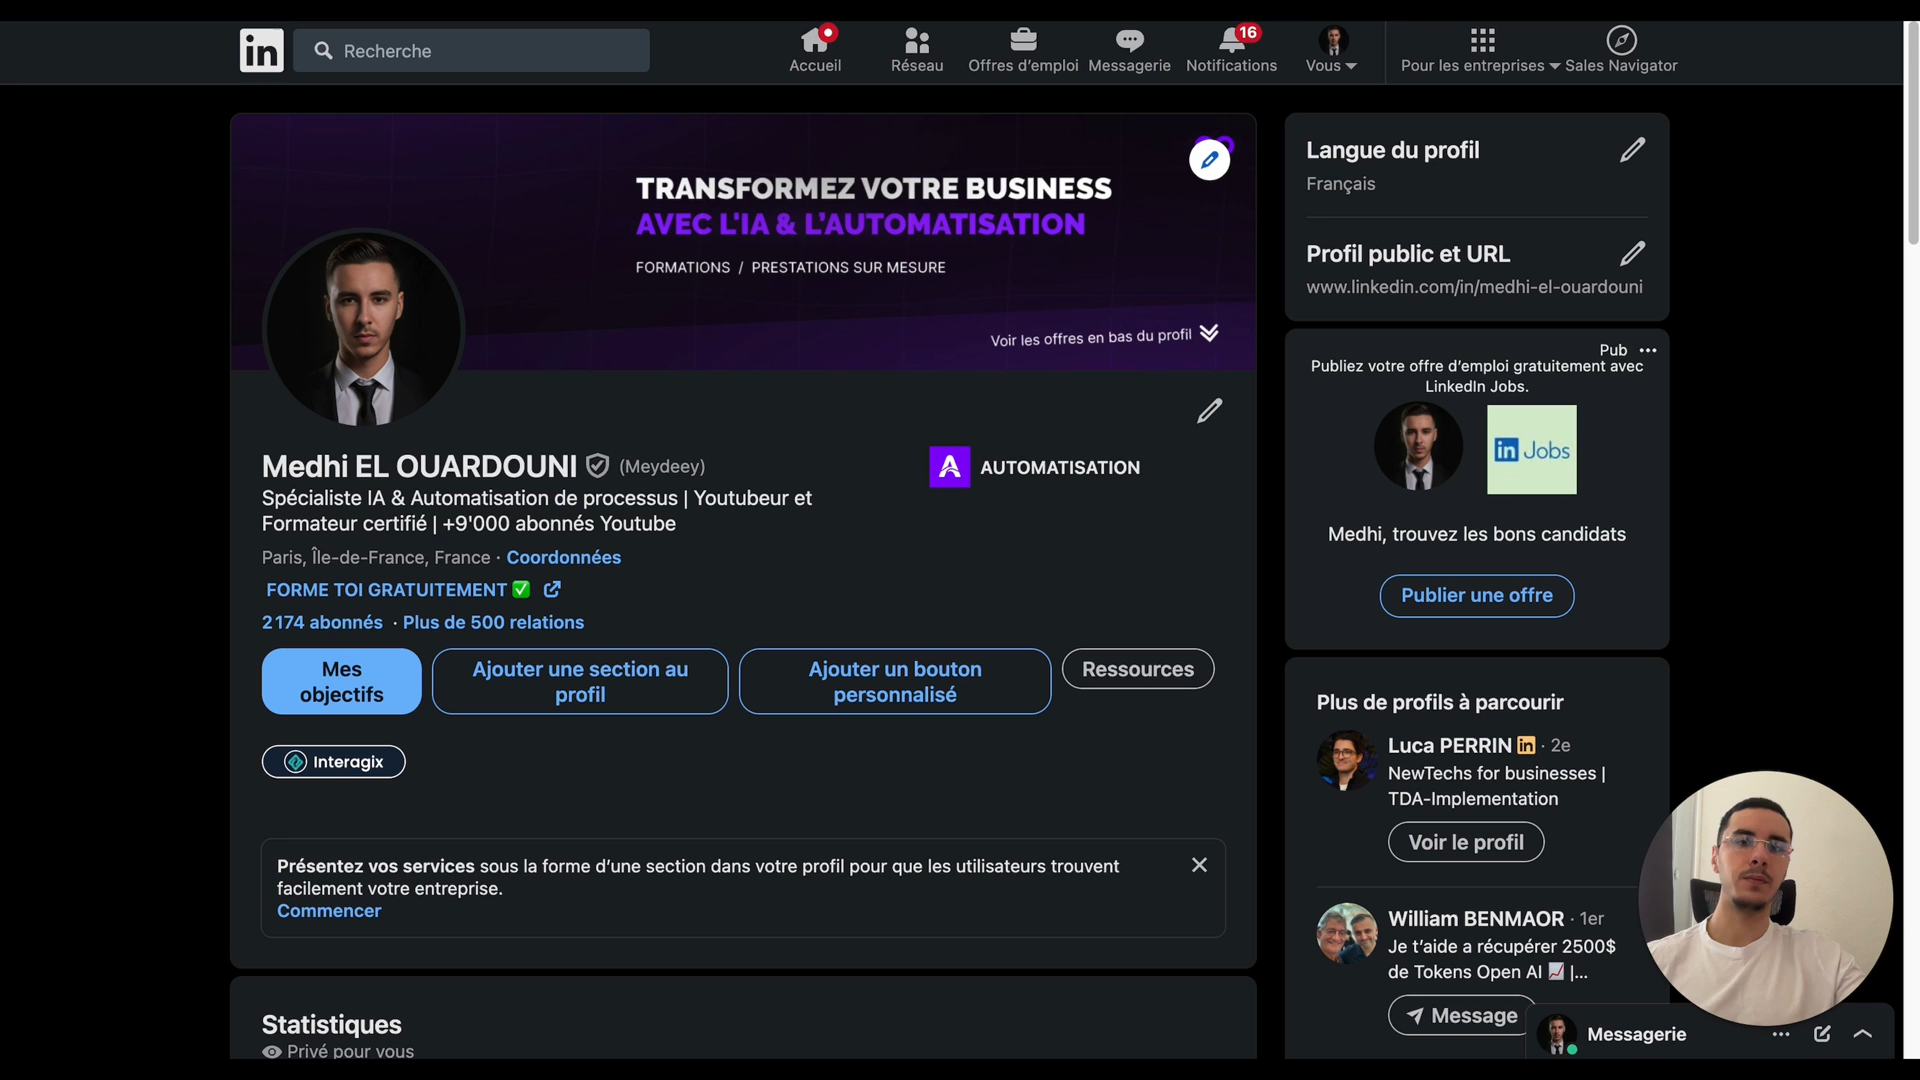 in
Recherche
Accueil
Réseau
Offres d’emploi
Messagerie
16
Notifications
Vous
Pour les entreprises
Sales Navigator
TRANSFORMEZ VOTRE BUSINESS
AVEC L'IA & L'AUTOMATISATION
FORMATIONS / PRESTATIONS SUR MESURE
Voir les offres en bas du profil
Medhi EL OUARDOUNI (Meydeey)
Spécialiste IA & Automatisation de processus | Youtubeur et
Formateur certifié | +9'000 abonnés Youtube
Paris, Île-de-France, France · Coordonnées
FORME TOI GRATUITEMENT ✅
2 174 abonnés · Plus de 500 relations
A AUTOMATISATION
Mes
objectifs
Ajouter une section au
profil
Ajouter un bouton
personnalisé
Ressources
Interagix
Présentez vos services sous la forme d’une section dans votre profil pour que les utilisateurs trouvent
facilement votre entreprise.
Commencer
Statistiques
Privé pour vous
Langue du profil
Français
Profil public et URL
www.linkedin.com/in/medhi-el-ouardouni
Pub
Publiez votre offre d’emploi gratuitement avec
LinkedIn Jobs.
in Jobs
Medhi, trouvez les bons candidats
Publier une offre
Plus de profils à parcourir
Luca PERRIN in · 2e
NewTechs for businesses |
TDA-Implementation
Voir le profil
William BENMAOR · 1er
Je t’aide a récupérer 2500$
de Tokens Open AI 📈 |...
Message
Messagerie